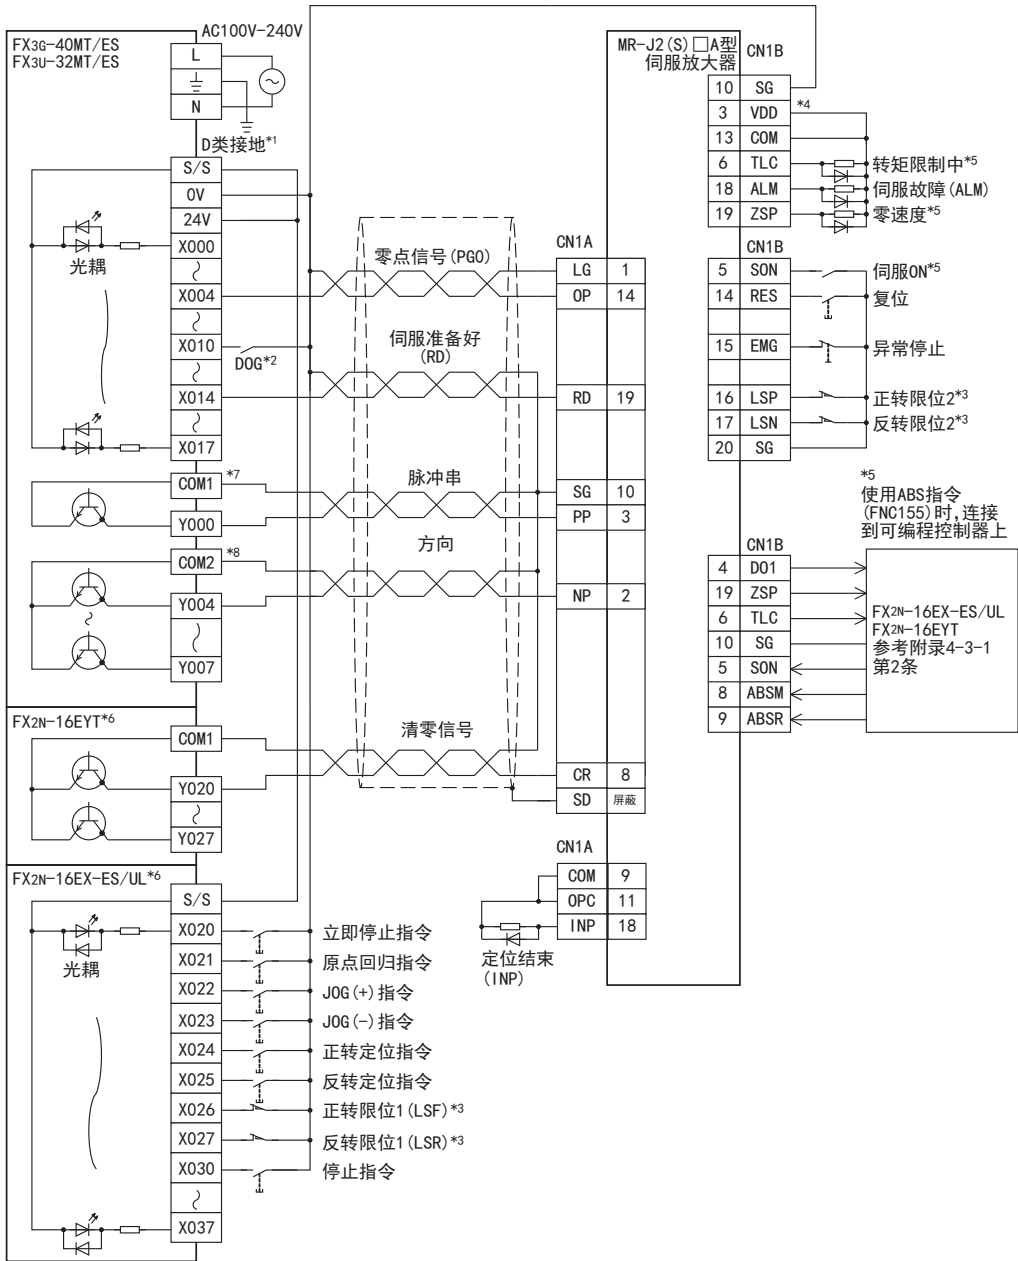 FX3G-40MT/ES
FX3U-32MT/ES
AC100V-240V
L
N
D类接地*1
S/S
0V
24V
X000
X004
X010
X014
X017
光耦
DOG*2
COM1 *7
Y000
COM2 *8
Y004
Y007
FX2N-16EYT*6
COM1
Y020
Y027
FX2N-16EX-ES/UL*6
S/S
X020 立即停止指令
X021 原点回归指令
X022 JOG(+)指令
X023 JOG(-)指令
X024 正转定位指令
X025 反转定位指令
X026 正转限位1(LSF)*3
X027 反转限位1(LSR)*3
X030 停止指令
X037
光耦
零点信号(PG0)
伺服准备好
(RD)
脉冲串
方向
清零信号
CN1A
LG 1
OP 14
RD 19
SG 10
PP 3
NP 2
CR 8
SD 屏蔽
CN1A
COM 9
OPC 11
INP 18
定位结束
(INP)
MR-J2(S)□A型
伺服放大器
CN1B
10 SG
3 VDD *4
13 COM
6 TLC 转矩限制中*5
18 ALM 伺服故障(ALM)
19 ZSP 零速度*5
CN1B
5 SON 伺服ON*5
14 RES 复位
15 EMG 异常停止
16 LSP 正转限位2*3
17 LSN 反转限位2*3
20 SG
*5
使用ABS指令
(FNC155)时,连接
到可编程控制器上
CN1B
4 DO1
19 ZSP
6 TLC
10 SG
5 SON
8 ABSM
9 ABSR
FX2N-16EX-ES/UL
FX2N-16EYT
参考附录4-3-1
第2条